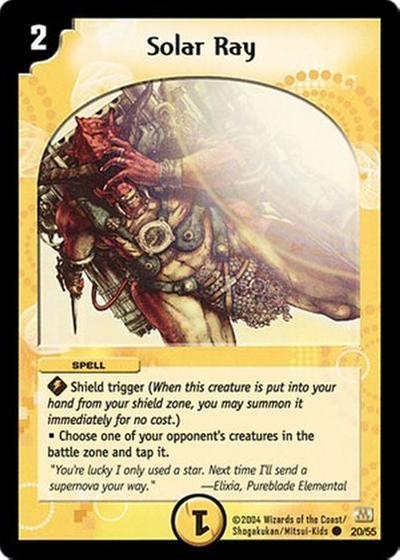 2
Solar Ray
SPELL
Shield trigger (When this creature is put into your
hand from your shield zone, you may summon it
immediately for no cost.)
▪ Choose one of your opponent's creatures in the
battle zone and tap it.
"You're lucky I only used a star. Next time I'll send a
supernova your way." —Elixia, Pureblade Elemental
1
©2004 Wizards of the Coast/
Shogakukan/Mitsui-Kids ● 20/55